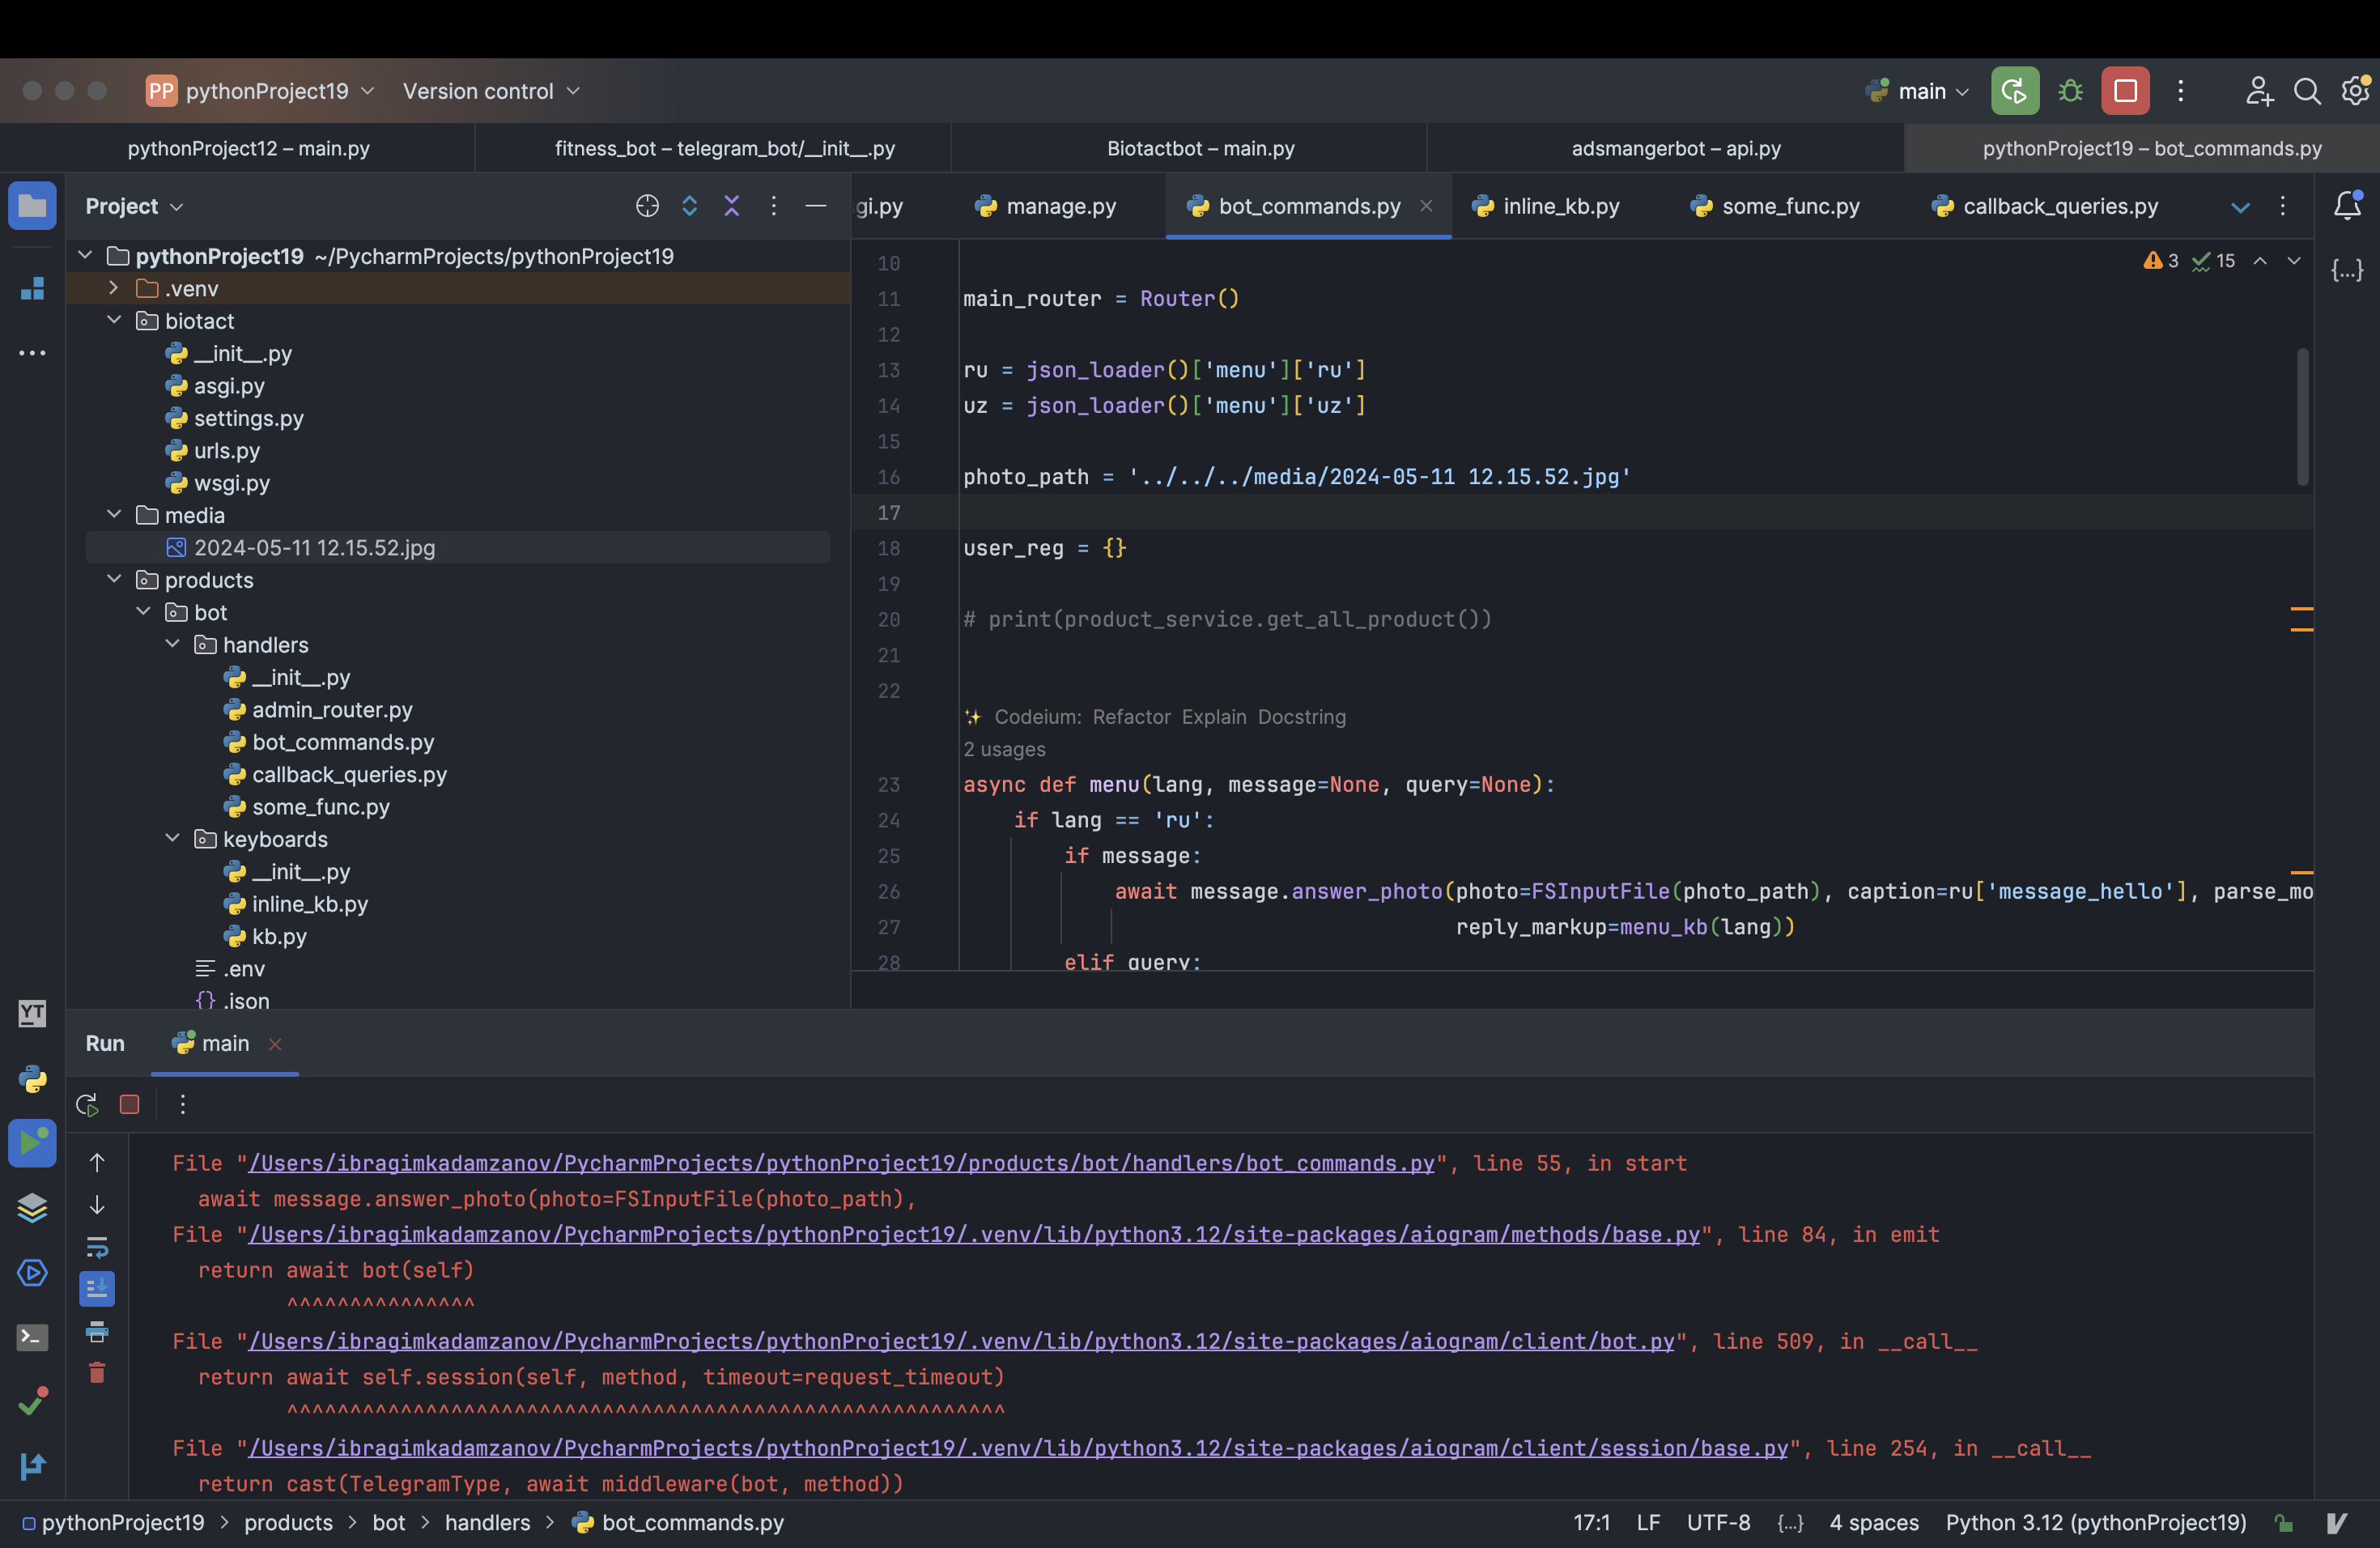 PP pythonProject19 Version control main
pythonProject12 – main.py fitness_bot – telegram_bot/__init__.py Biotactbot – main.py adsmangerbot – api.py pythonProject19 – bot_commands.py
Project
gi.py manage.py bot_commands.py inline_kb.py some_func.py callback_queries.py
pythonProject19 ~/PycharmProjects/pythonProject19
.venv
biotact
__init__.py
asgi.py
settings.py
urls.py
wsgi.py
media
2024-05-11 12.15.52.jpg
products
bot
handlers
__init__.py
admin_router.py
bot_commands.py
callback_queries.py
some_func.py
keyboards
__init__.py
inline_kb.py
kb.py
.env
{} .json
3 15
{...}
10
11 main_router = Router()
12
13 ru = json_loader()['menu']['ru']
14 uz = json_loader()['menu']['uz']
15
16 photo_path = '../../../media/2024-05-11 12.15.52.jpg'
17
18 user_reg = {}
19
20 # print(product_service.get_all_product())
21
22
Codeium: Refactor Explain Docstring
2 usages
23 async def menu(lang, message=None, query=None):
24 if lang == 'ru':
25 if message:
26 await message.answer_photo(photo=FSInputFile(photo_path), caption=ru['message_hello'], parse_mo
27 reply_markup=menu_kb(lang))
28 elif query:
YT
Run main
File "/Users/ibragimkadamzanov/PycharmProjects/pythonProject19/products/bot/handlers/bot_commands.py", line 55, in start
await message.answer_photo(photo=FSInputFile(photo_path),
File "/Users/ibragimkadamzanov/PycharmProjects/pythonProject19/.venv/lib/python3.12/site-packages/aiogram/methods/base.py", line 84, in emit
return await bot(self)
^^^^^^^^^^^^^^^
File "/Users/ibragimkadamzanov/PycharmProjects/pythonProject19/.venv/lib/python3.12/site-packages/aiogram/client/bot.py", line 509, in __call__
return await self.session(self, method, timeout=request_timeout)
^^^^^^^^^^^^^^^^^^^^^^^^^^^^^^^^^^^^^^^^^^^^^^^^^^^^^^^^^
File "/Users/ibragimkadamzanov/PycharmProjects/pythonProject19/.venv/lib/python3.12/site-packages/aiogram/client/session/base.py", line 254, in __call__
return cast(TelegramType, await middleware(bot, method))
pythonProject19 > products > bot > handlers > bot_commands.py 17:1 LF UTF-8 {...} 4 spaces Python 3.12 (pythonProject19)